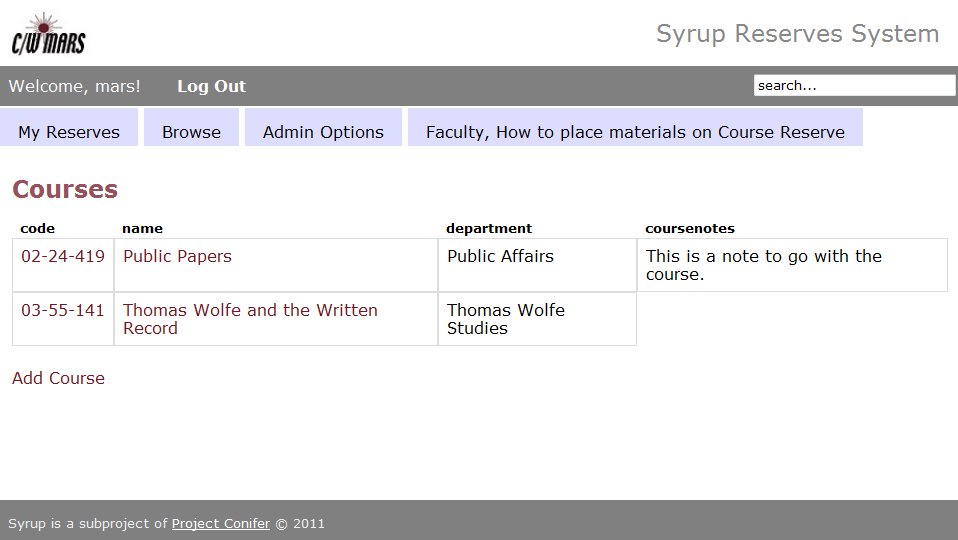 C/W MARS
Syrup Reserves System
Welcome, mars! Log Out search...
My Reserves Browse Admin Options Faculty, How to place materials on Course Reserve
Courses
code name department coursenotes
02-24-419 Public Papers Public Affairs This is a note to go with the
course.
03-55-141 Thomas Wolfe and the Written Thomas Wolfe
Record Studies
Add Course
Syrup is a subproject of Project Conifer © 2011